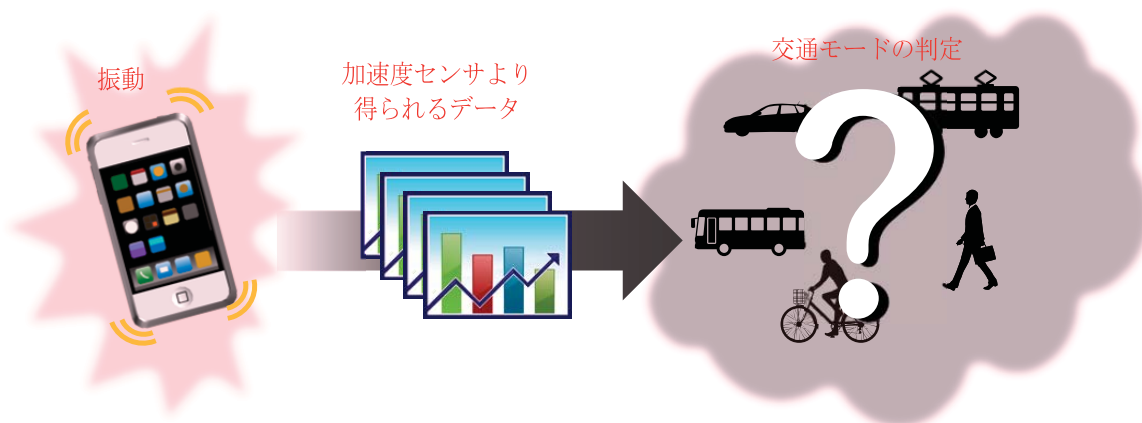 振動
加速度センサより
得られるデータ
交通モードの判定